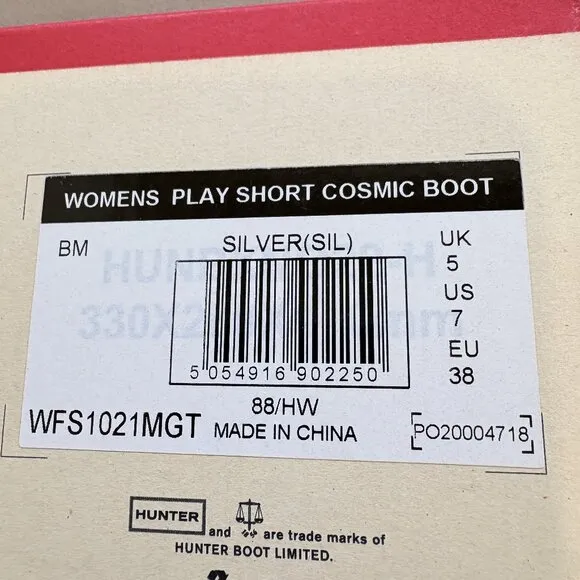 WOMENS PLAY SHORT COSMIC BOOT
BM
SILVER(SIL)
UK
5
US
7
EU
38
5 054916 902250
88/HW
WFS1021MGT
MADE IN CHINA
PO20004718
HUNTER and are trade marks of
HUNTER BOOT LIMITED.